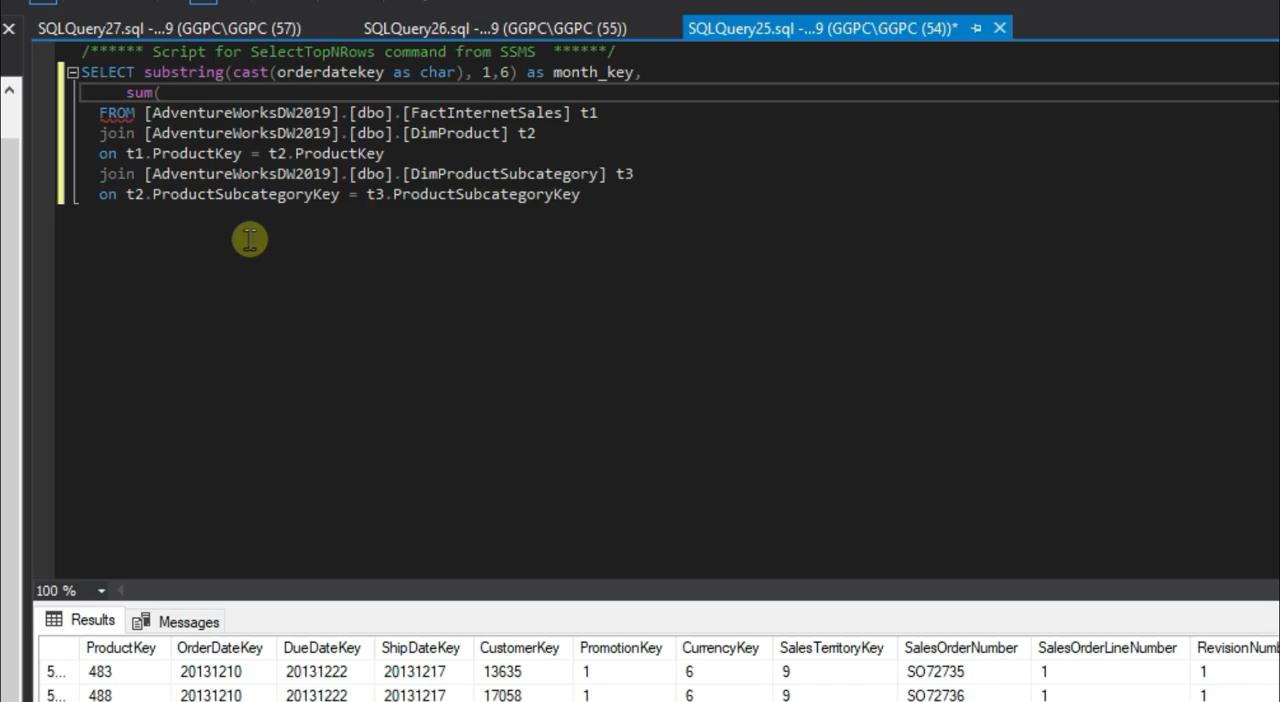 SQLQuery27.sql -...9 (GGPC\GGPC (57))
SQLQuery26.sql -...9 (GGPC\GGPC (55))
SQLQuery25.sql -...9 (GGPC\GGPC (54))*
/****** Script for SelectTopNRows command from SSMS  ******/
SELECT substring(cast(orderdatekey as char), 1,6) as month_key,
sum(
FROM [AdventureWorksDW2019].[dbo].[FactInternetSales] t1
join [AdventureWorksDW2019].[dbo].[DimProduct] t2
on t1.ProductKey = t2.ProductKey
join [AdventureWorksDW2019].[dbo].[DimProductSubcategory] t3
on t2.ProductSubcategoryKey = t3.ProductSubcategoryKey
100 %
Results Messages
ProductKey OrderDateKey DueDateKey ShipDateKey CustomerKey PromotionKey CurrencyKey SalesTerritoryKey SalesOrderNumber SalesOrderLineNumber RevisionNum
5... 483 20131210 20131222 20131217 13635 1 6 9 SO72735 1 1
5... 488 20131210 20131222 20131217 17058 1 6 9 SO72736 1 1